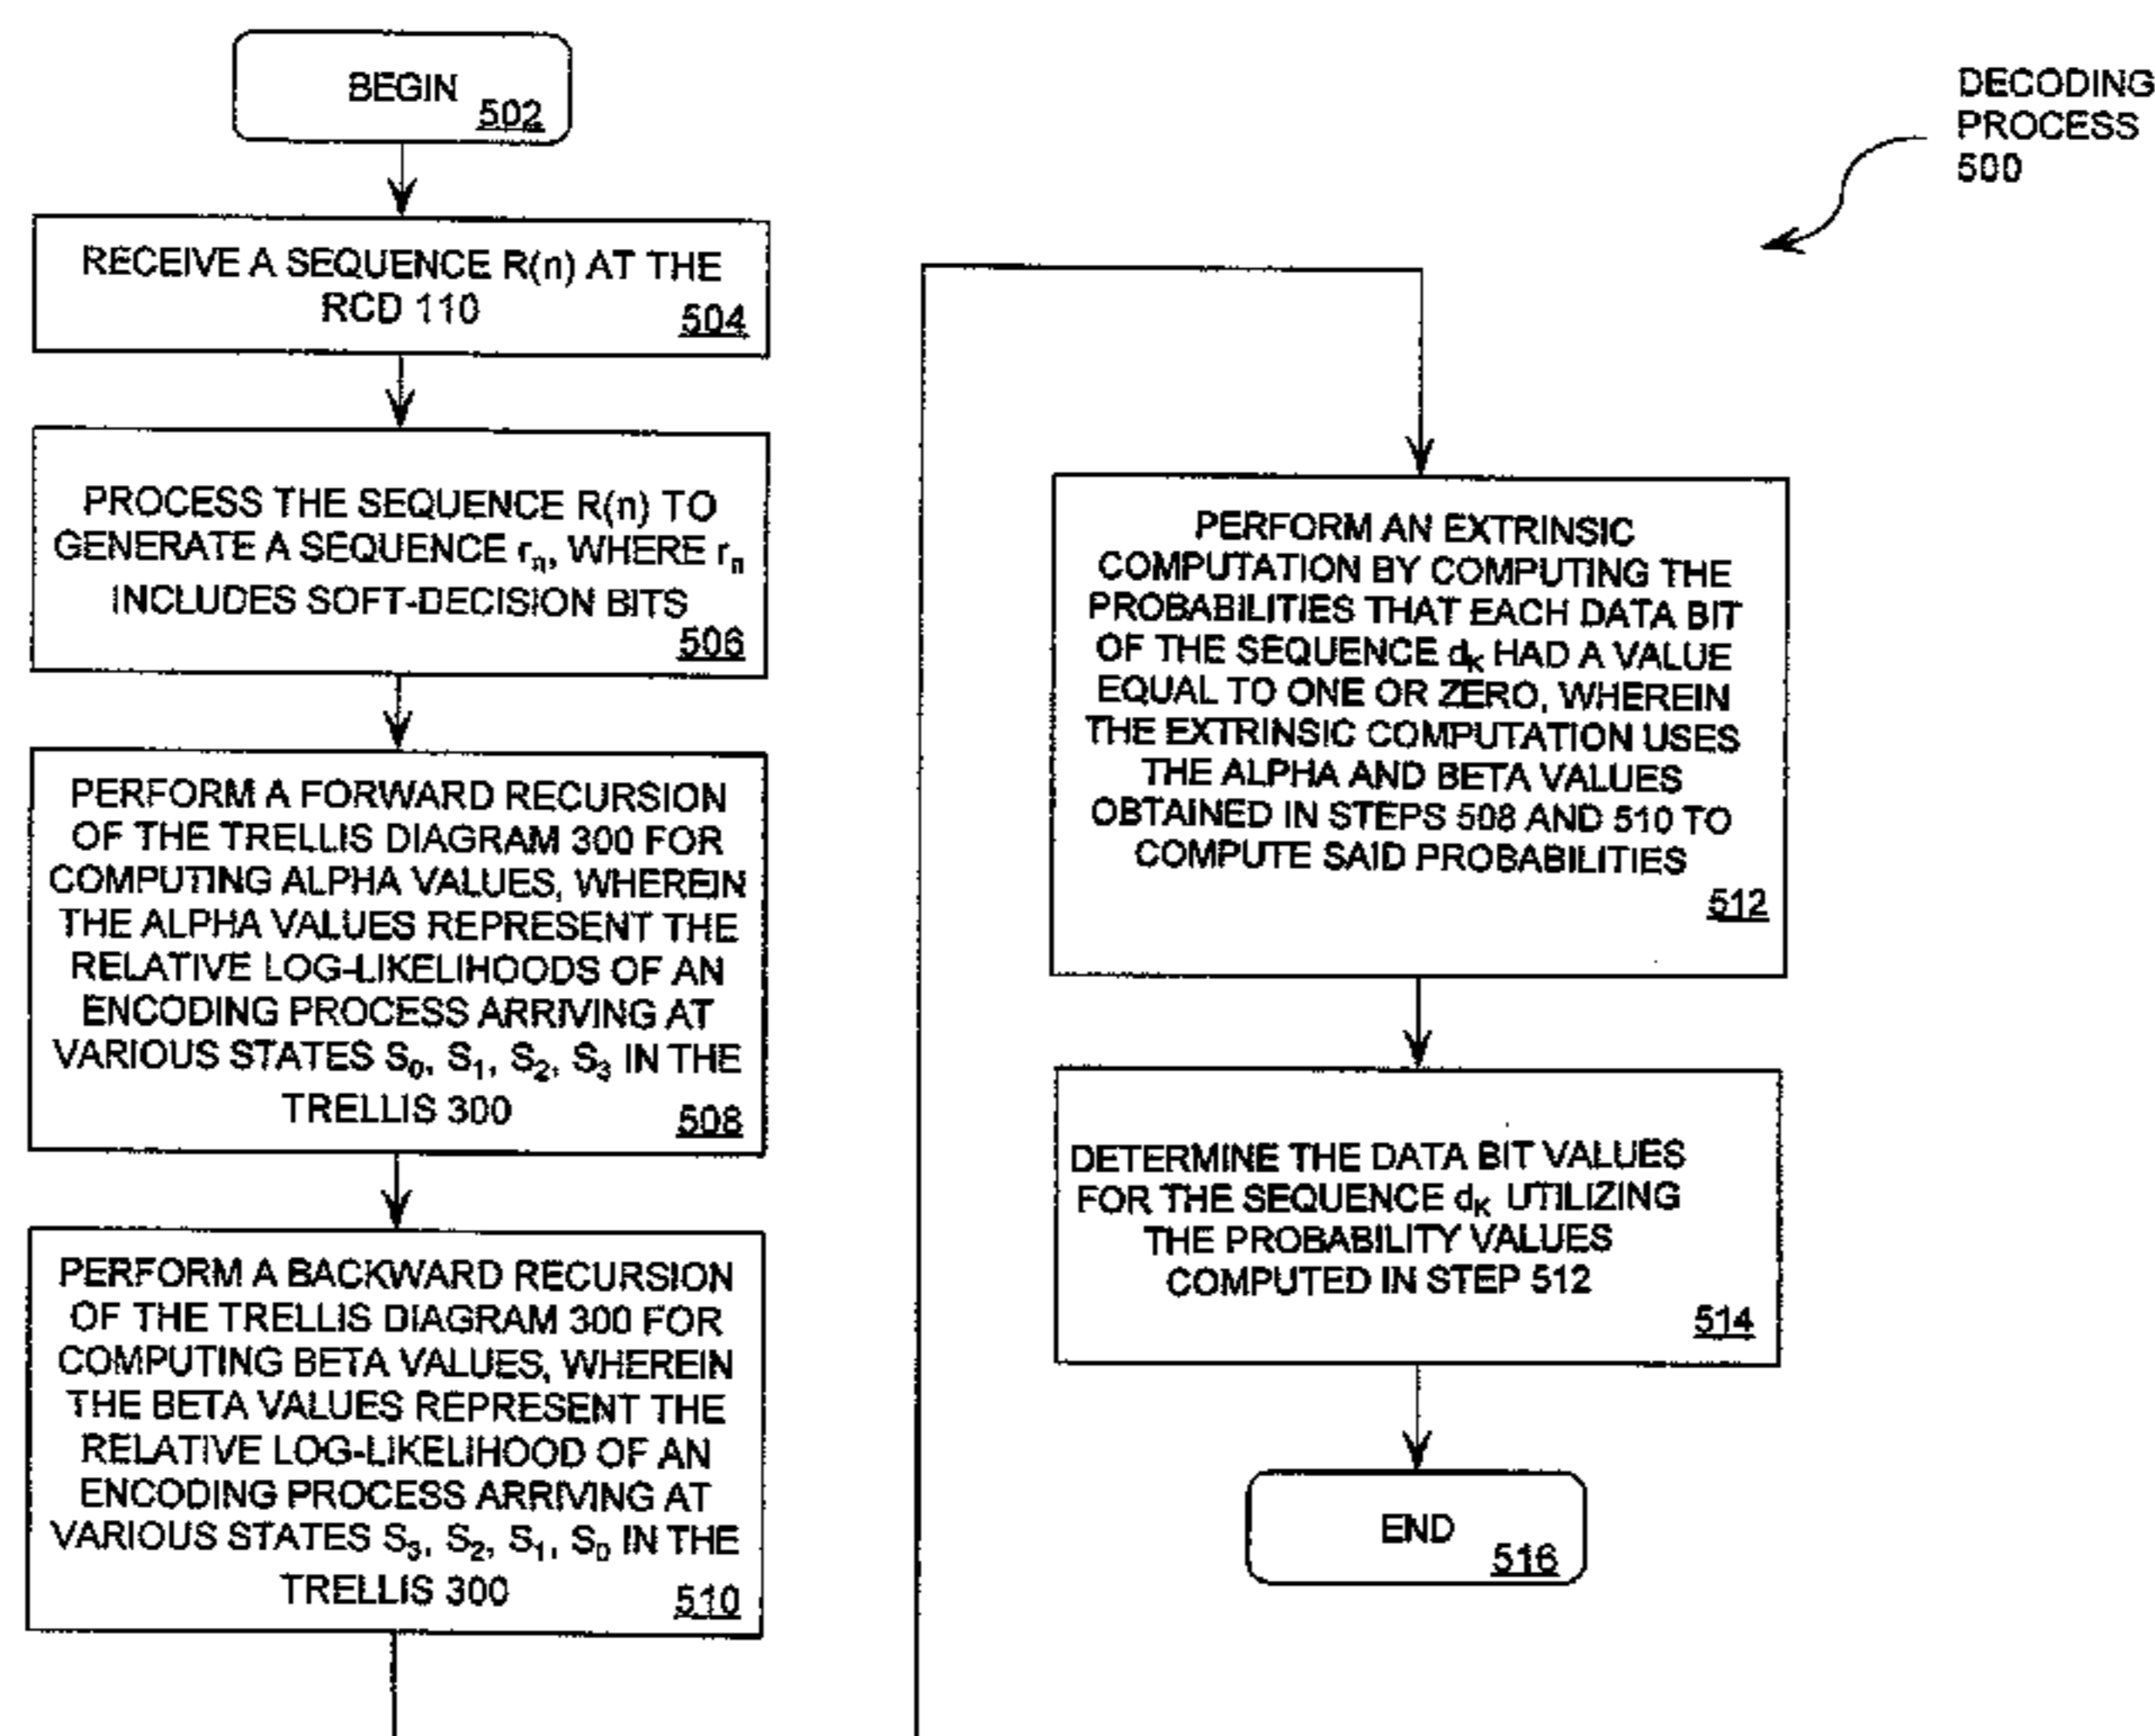 BEGIN
502
RECEIVE A SEQUENCE R(n) AT THE
RCD 110
504
PROCESS THE SEQUENCE R(n) TO
GENERATE A SEQUENCE rₙ, WHERE rₙ
INCLUDES SOFT-DECISION BITS
506
PERFORM A FORWARD RECURSION
OF THE TRELLIS DIAGRAM 300 FOR
COMPUTING ALPHA VALUES, WHEREIN
THE ALPHA VALUES REPRESENT THE
RELATIVE LOG-LIKELIHOODS OF AN
ENCODING PROCESS ARRIVING AT
VARIOUS STATES S₀, S₁, S₂, S₃ IN THE
TRELLIS 300
508
PERFORM A BACKWARD RECURSION
OF THE TRELLIS DIAGRAM 300 FOR
COMPUTING BETA VALUES, WHEREIN
THE BETA VALUES REPRESENT THE
RELATIVE LOG-LIKELIHOOD OF AN
ENCODING PROCESS ARRIVING AT
VARIOUS STATES S₃, S₂, S₁, S₀ IN THE
TRELLIS 300
510
DECODING
PROCESS
500
PERFORM AN EXTRINSIC
COMPUTATION BY COMPUTING THE
PROBABILITIES THAT EACH DATA BIT
OF THE SEQUENCE d_K HAD A VALUE
EQUAL TO ONE OR ZERO, WHEREIN
THE EXTRINSIC COMPUTATION USES
THE ALPHA AND BETA VALUES
OBTAINED IN STEPS 508 AND 510 TO
COMPUTE SAID PROBABILITIES
512
DETERMINE THE DATA BIT VALUES
FOR THE SEQUENCE d_K UTILIZING
THE PROBABILITY VALUES
COMPUTED IN STEP 512
514
END
516